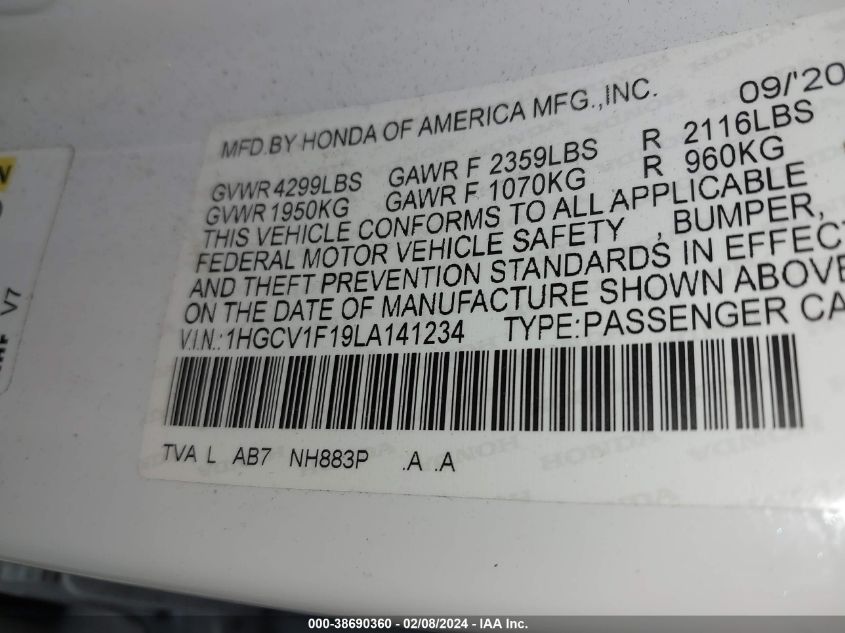 MFD.BY HONDA OF AMERICA MFG.,INC. 09/'20
GVWR 4299LBS GAWR F 2359LBS R 2116LBS
GVWR 1950KG GAWR F 1070KG R 960KG
THIS VEHICLE CONFORMS TO ALL APPLICABLE
FEDERAL MOTOR VEHICLE SAFETY , BUMPER,
AND THEFT PREVENTION STANDARDS IN EFFECT
ON THE DATE OF MANUFACTURE SHOWN ABOVE
V.I.N.: 1HGCV1F19LA141234 TYPE:PASSENGER CA
TVA L AB7 NH883P .A .A
V7
HONDA
000-38690360 - 02/08/2024 - IAA Inc.